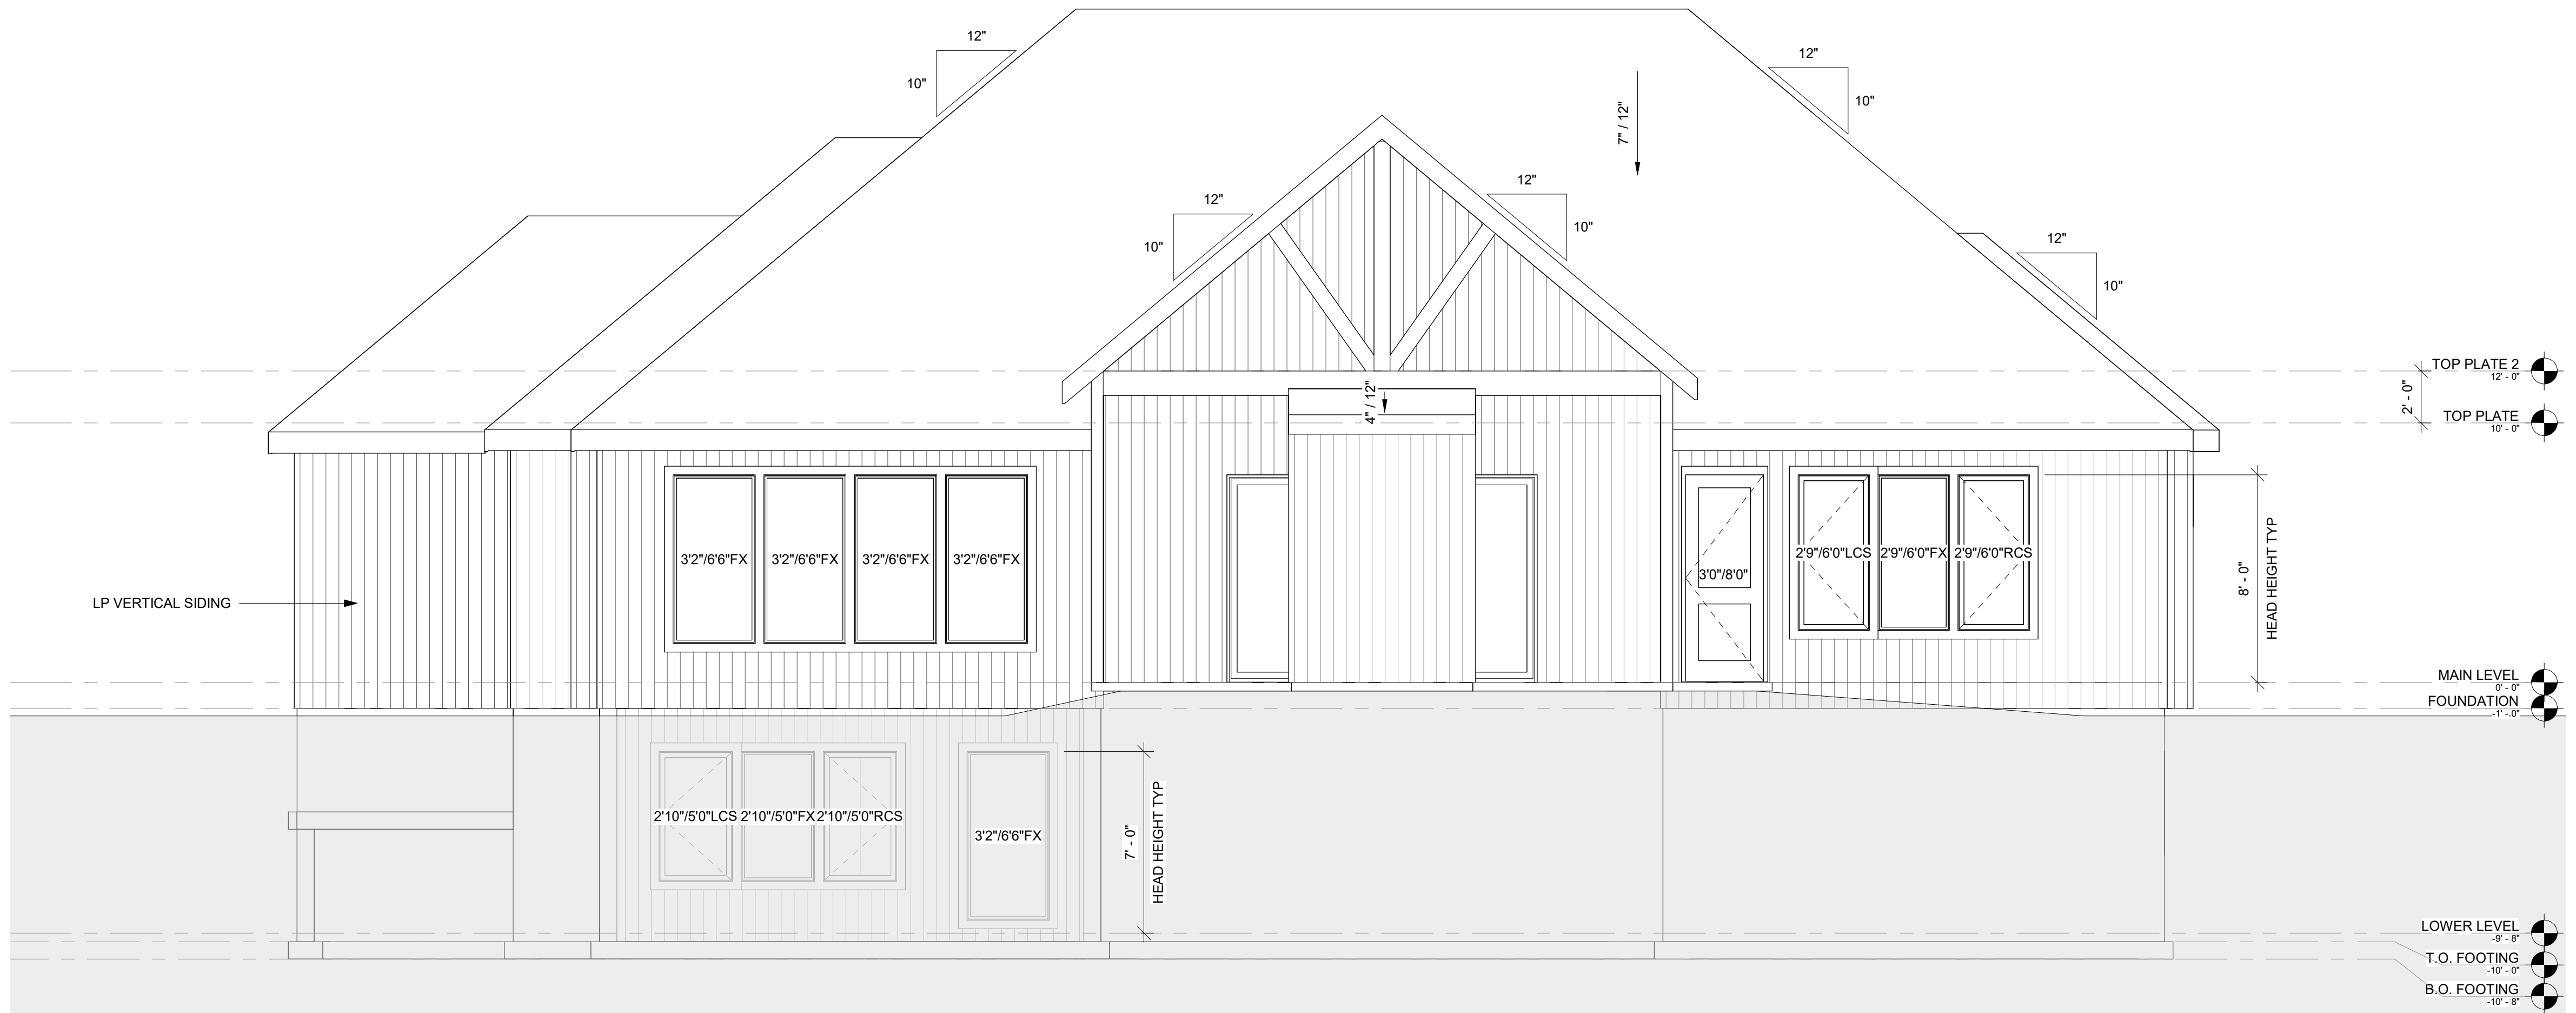 12"
10"
12"
10"
7" / 12"
12"
10"
12"
10"
12"
10"
TOP PLATE 2
12' - 0"
2' - 0"
TOP PLATE
10' - 0"
4" / 12"
3'2"/6'6"FX
3'2"/6'6"FX
3'2"/6'6"FX
3'2"/6'6"FX
3'0"/8'0"
2'9"/6'0"LCS
2'9"/6'0"FX
2'9"/6'0"RCS
8' - 0"
HEAD HEIGHT TYP
LP VERTICAL SIDING
MAIN LEVEL
0' - 0"
FOUNDATION
-1' - 0"
2'10"/5'0"LCS
2'10"/5'0"FX
2'10"/5'0"RCS
3'2"/6'6"FX
7' - 0"
HEAD HEIGHT TYP
LOWER LEVEL
-9' - 8"
T.O. FOOTING
-10' - 0"
B.O. FOOTING
-10' - 8"